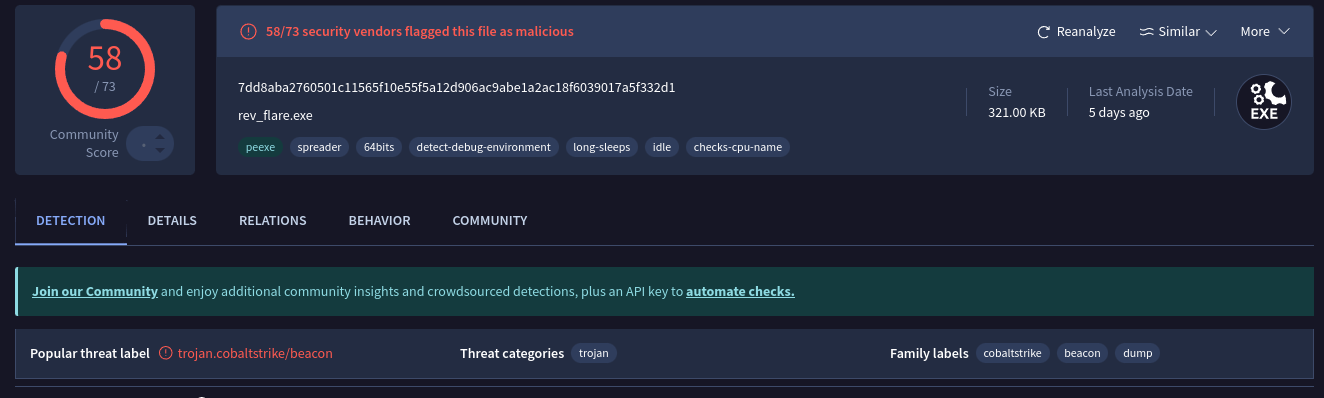 58
/ 73
Community
Score
58/73 security vendors flagged this file as malicious
Reanalyze
Similar
More
7dd8aba2760501c11565f10e55f5a12d906ac9abe1a2ac18f6039017a5f332d1
rev_flare.exe
peexe spreader 64bits detect-debug-environment long-sleeps idle checks-cpu-name
Size
321.00 KB
Last Analysis Date
5 days ago
EXE
DETECTION DETAILS RELATIONS BEHAVIOR COMMUNITY
Join our Community and enjoy additional community insights and crowdsourced detections, plus an API key to automate checks.
Popular threat label trojan.cobaltstrike/beacon Threat categories trojan Family labels cobaltstrike beacon dump